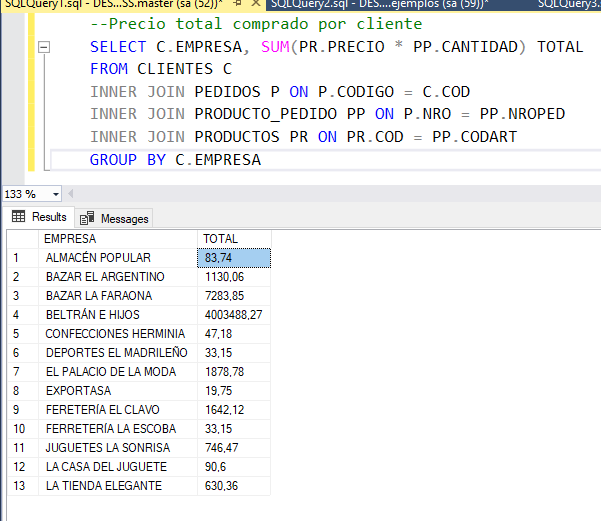 SQLQuery1.sql - DES...SS.master (sa (52))* SQLQuery2.sql - DES....ejemplos (sa (59))* SQLQuery3.
--Precio total comprado por cliente
SELECT C.EMPRESA, SUM(PR.PRECIO * PP.CANTIDAD) TOTAL
FROM CLIENTES C
INNER JOIN PEDIDOS P ON P.CODIGO = C.COD
INNER JOIN PRODUCTO_PEDIDO PP ON P.NRO = PP.NROPED
INNER JOIN PRODUCTOS PR ON PR.COD = PP.CODART
GROUP BY C.EMPRESA
133 %
Results Messages
EMPRESA TOTAL
1 ALMACÉN POPULAR 83,74
2 BAZAR EL ARGENTINO 1130,06
3 BAZAR LA FARAONA 7283,85
4 BELTRÁN E HIJOS 4003488,27
5 CONFECCIONES HERMINIA 47,18
6 DEPORTES EL MADRILEÑO 33,15
7 EL PALACIO DE LA MODA 1878,78
8 EXPORTASA 19,75
9 FERETERÍA EL CLAVO 1642,12
10 FERRETERÍA LA ESCOBA 33,15
11 JUGUETES LA SONRISA 746,47
12 LA CASA DEL JUGUETE 90,6
13 LA TIENDA ELEGANTE 630,36